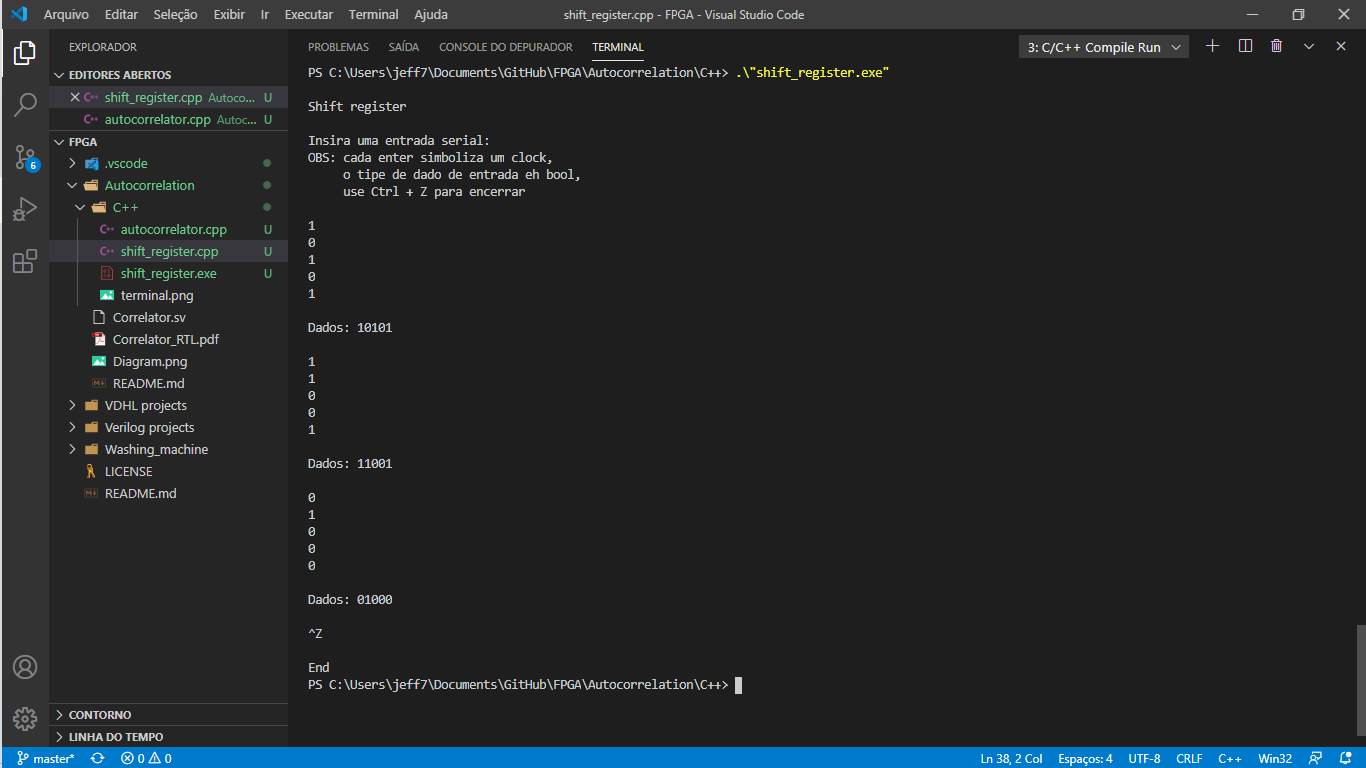 Arquivo Editar Seleção Exibir Ir Executar Terminal Ajuda shift_register.cpp - FPGA - Visual Studio Code
EXPLORADOR
EDITORES ABERTOS
shift_register.cpp Autoco... U
autocorrelator.cpp Autoc... U
FPGA
.vscode
Autocorrelation
C++
autocorrelator.cpp U
shift_register.cpp U
shift_register.exe U
terminal.png
Correlator.sv
Correlator_RTL.pdf
Diagram.png
README.md
VDHL projects
Verilog projects
Washing_machine
LICENSE
README.md
CONTORNO
LINHA DO TEMPO
6
PROBLEMAS SAÍDA CONSOLE DO DEPURADOR TERMINAL 3: C/C++ Compile Run
PS C:\Users\jeff7\Documents\GitHub\FPGA\Autocorrelation\C++> .\"shift_register.exe"
Shift register
Insira uma entrada serial:
OBS: cada enter simboliza um clock,
o tipe de dado de entrada eh bool,
use Ctrl + Z para encerrar
1
0
1
0
1
Dados: 10101
1
1
0
0
1
Dados: 11001
0
1
0
0
0
Dados: 01000
^Z
End
PS C:\Users\jeff7\Documents\GitHub\FPGA\Autocorrelation\C++>
master* 0 0 Ln 38, 2 Col Espaços: 4 UTF-8 CRLF C++ Win32